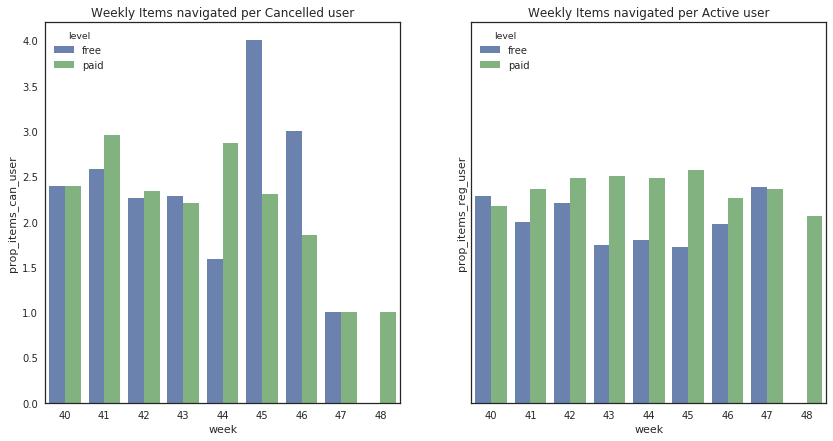 Weekly Items navigated per Cancelled user
level
free
paid
prop_items_can_user
4.0
3.5
3.0
2.5
2.0
1.5
1.0
0.5
0.0
40 41 42 43 44 45 46 47 48
week
Weekly Items navigated per Active user
level
free
paid
prop_items_reg_user
40 41 42 43 44 45 46 47 48
week